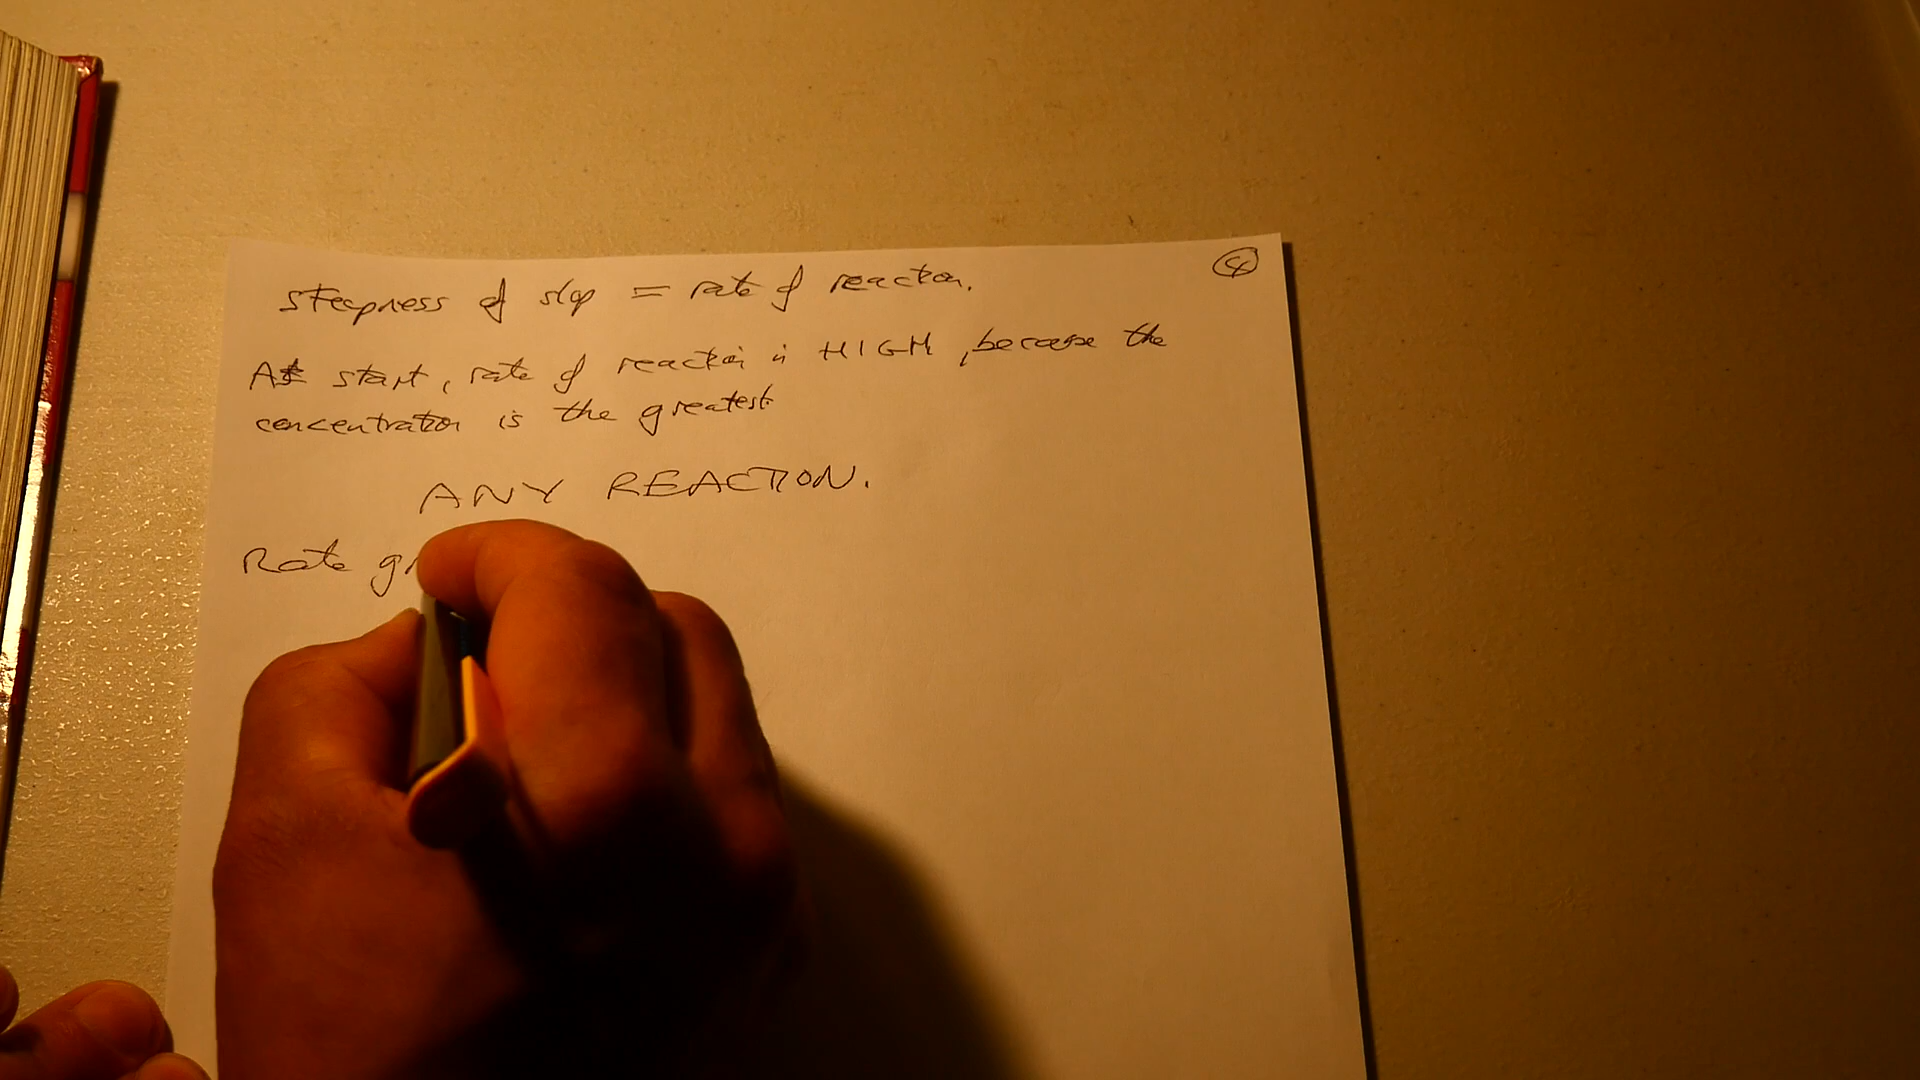 ④
steepness of slop = rate of reaction.
At start, rate of reaction is HIGH, because the
concentration is the greatest.
ANY REACTION.
Rate gr